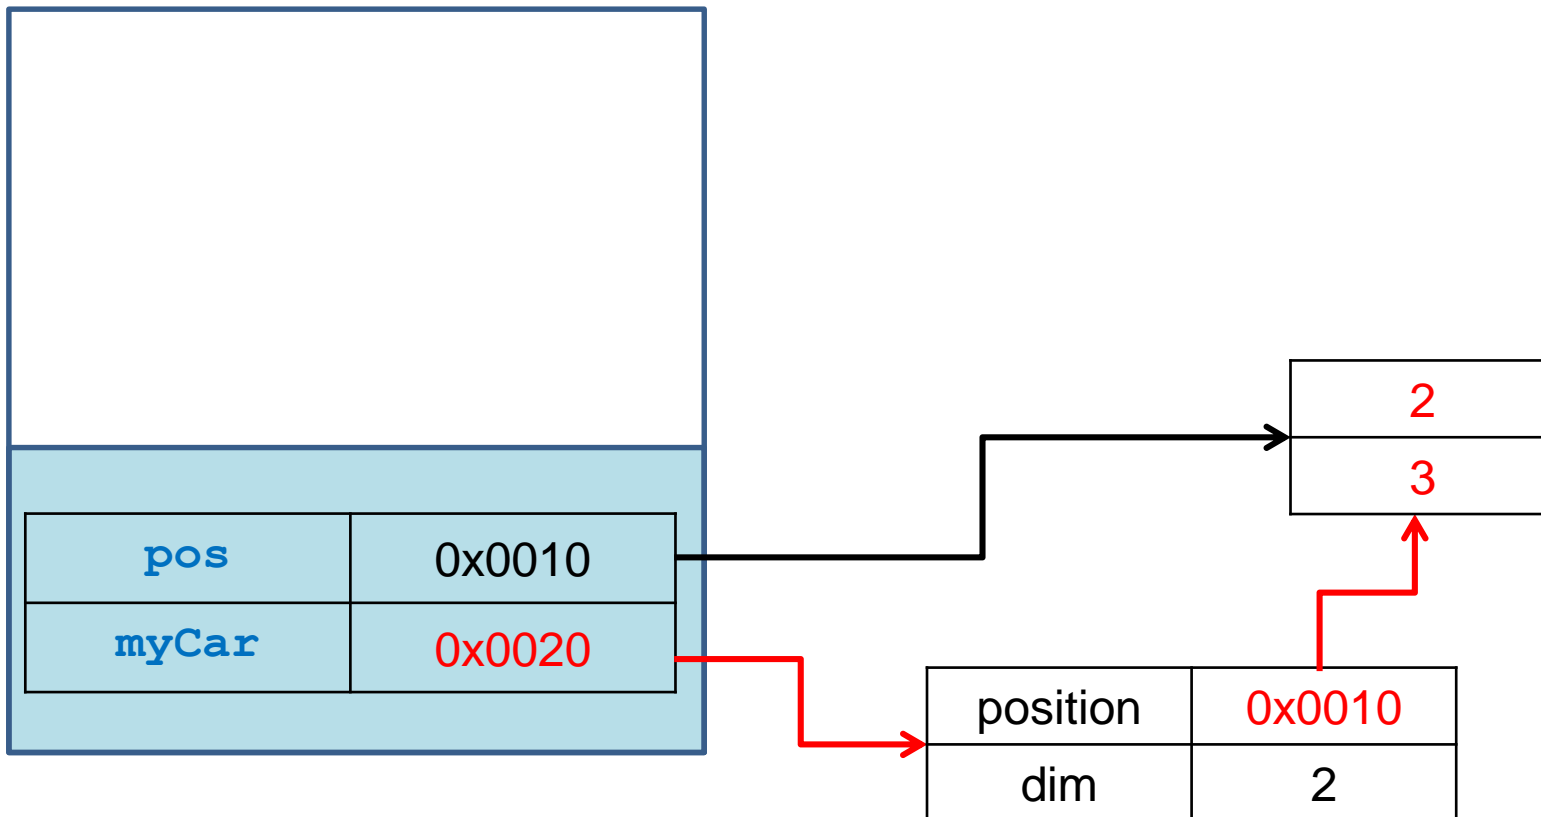 2
3
pos 0x0010
myCar 0x0020
position 0x0010
dim 2